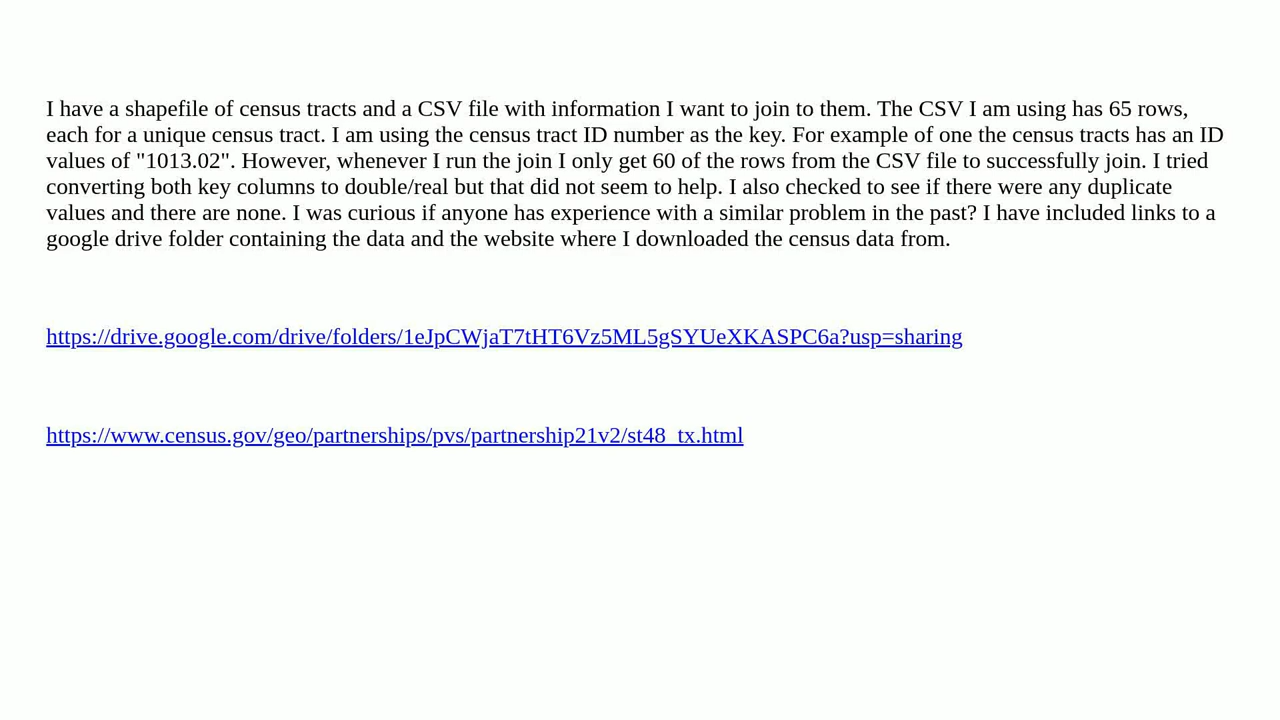 I have a shapefile of census tracts and a CSV file with information I want to join to them. The CSV I am using has 65 rows,
each for a unique census tract. I am using the census tract ID number as the key. For example of one the census tracts has an ID
values of "1013.02". However, whenever I run the join I only get 60 of the rows from the CSV file to successfully join. I tried
converting both key columns to double/real but that did not seem to help. I also checked to see if there were any duplicate
values and there are none. I was curious if anyone has experience with a similar problem in the past? I have included links to a
google drive folder containing the data and the website where I downloaded the census data from.
https://drive.google.com/drive/folders/1eJpCWjaT7tHT6Vz5ML5gSYUeXKASPC6a?usp=sharing
https://www.census.gov/geo/partnerships/pvs/partnership21v2/st48_tx.html